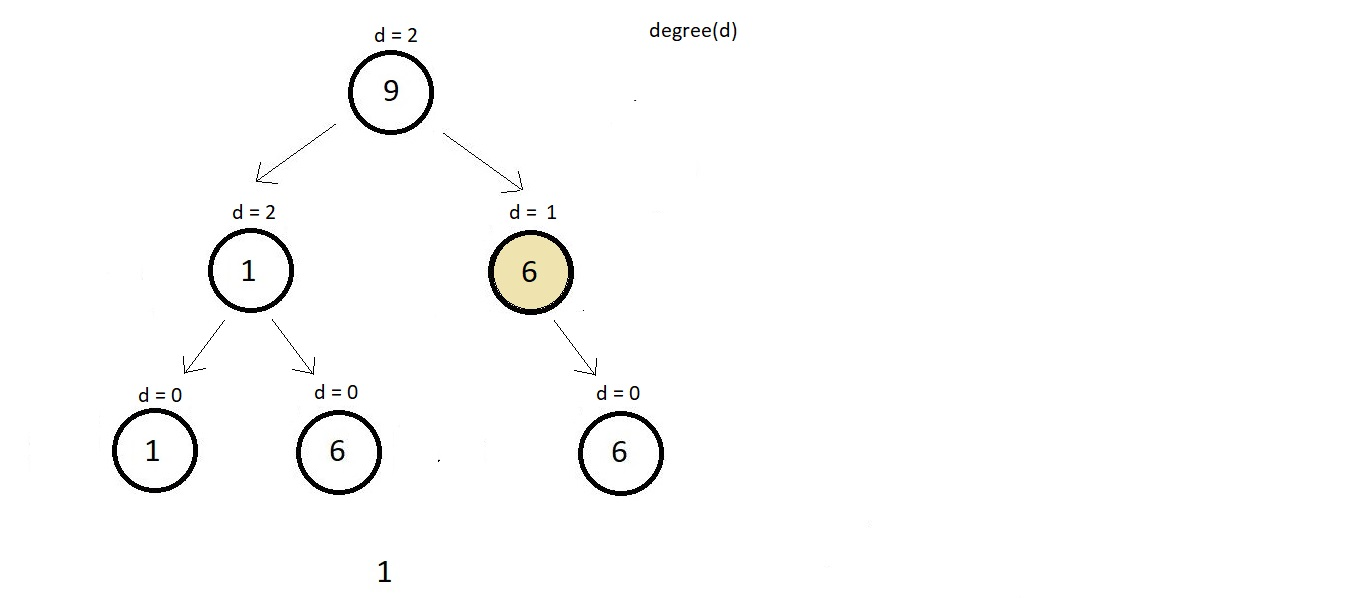 d = 2
degree(d)
9
d = 2
d = 1
1
6
d = 0
d = 0
d = 0
1
6
6
1